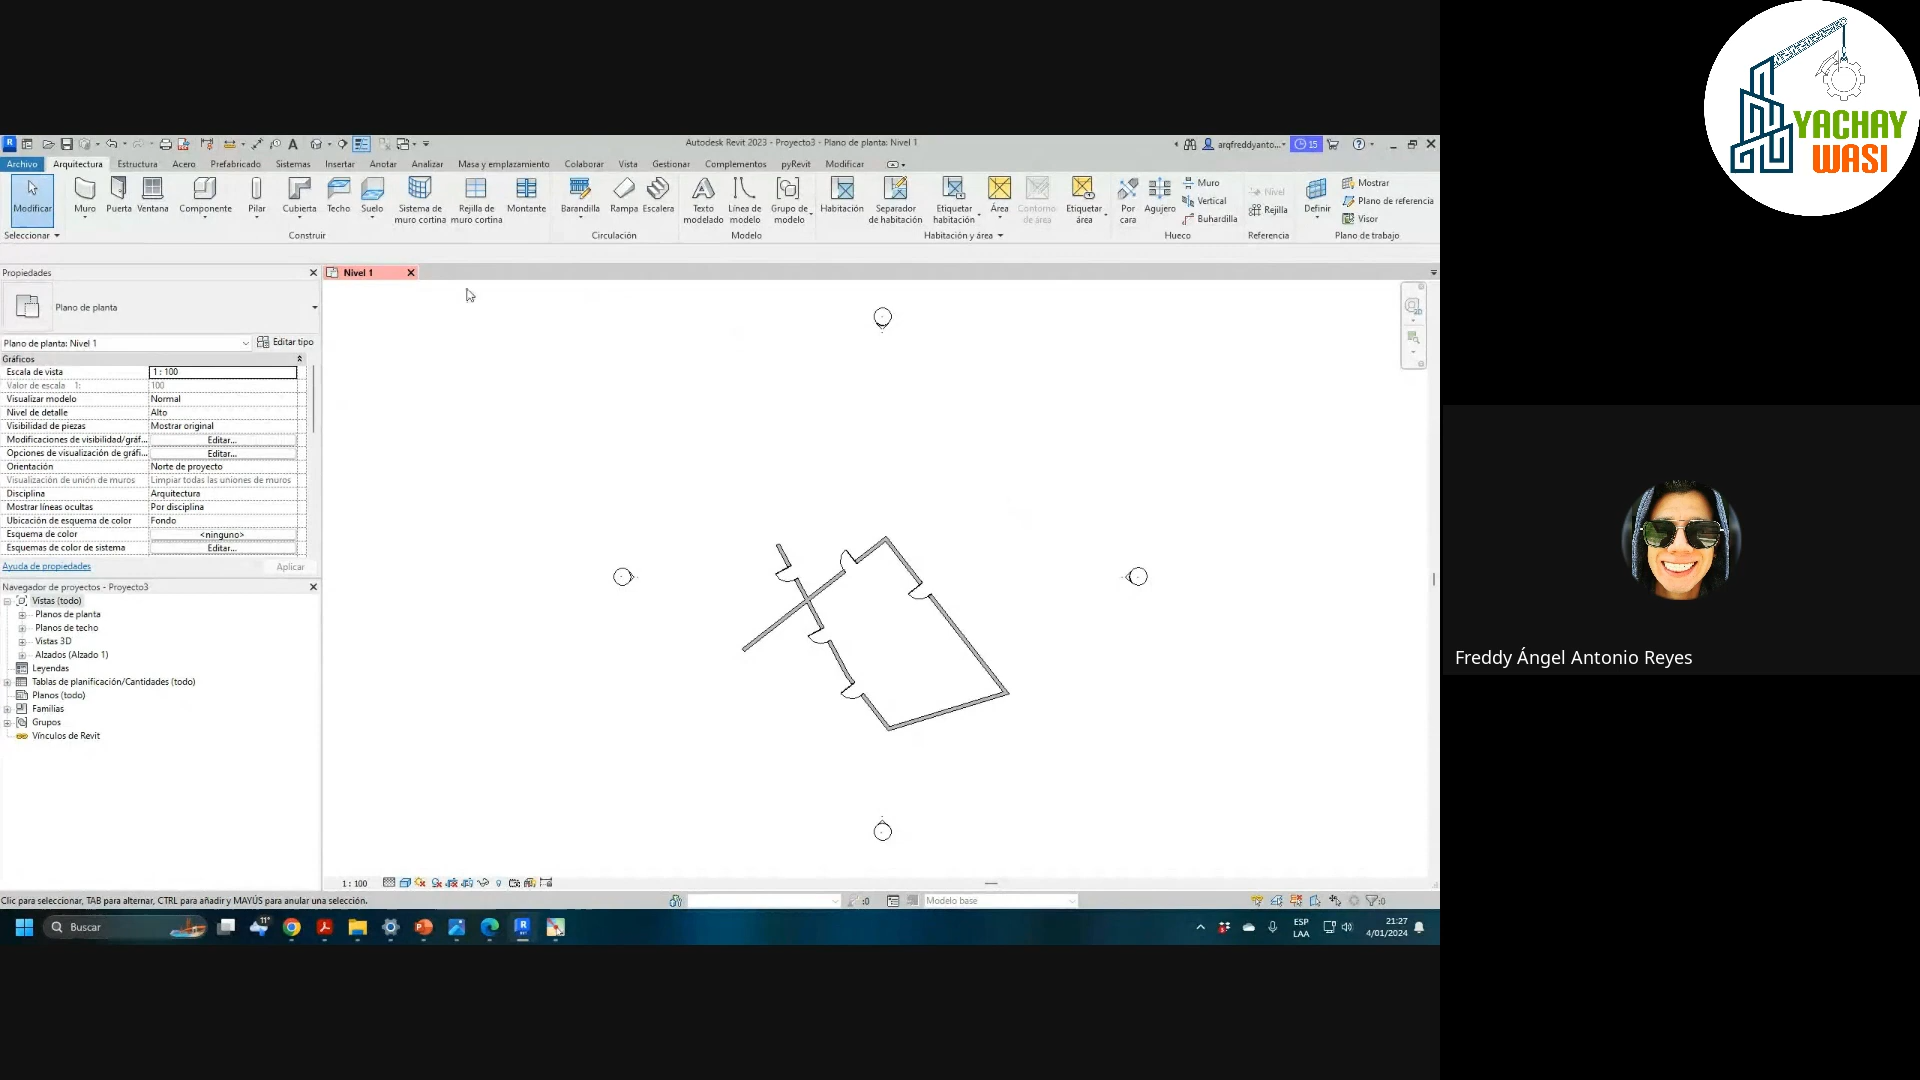 YACHAY
WASI
Autodesk Revit 2023 - Proyecto3 - Plano de planta: Nivel 1
arqfreddyanto...
15
Archivo Arquitectura Estructura Acero Prefabricado Sistemas Insertar Anotar Analizar Masa y emplazamiento Colaborar Vista Gestionar Complementos pyRevit Modificar
Modificar
Muro
Puerta
Ventana
Componente
Pilar
Cubierta
Techo
Suelo
Sistema de
muro cortina
Rejilla de
muro cortina
Montante
Barandilla
Rampa
Escalera
Texto
modelado
Línea de
modelo
Grupo de
modelo
Habitación
Separador
de habitación
Etiquetar
habitación
Área
Contorno
de área
Etiquetar
área
Por
cara
Agujero
Muro
Vertical
Buhardilla
Nivel
Rejilla
Definir
Mostrar
Plano de referencia
Visor
Seleccionar Construir Circulación Modelo Habitación y área Hueco Referencia Plano de trabajo
Propiedades
Nivel 1
Plano de planta
Plano de planta: Nivel 1
Editar tipo
Gráficos
Escala de vista 1 : 100
Valor de escala 1: 100
Visualizar modelo Normal
Nivel de detalle Alto
Visibilidad de piezas Mostrar original
Modificaciones de visibilidad/gráf... Editar...
Opciones de visualización de gráfi... Editar...
Orientación Norte de proyecto
Visualización de unión de muros Limpiar todas las uniones de muros
Disciplina Arquitectura
Mostrar líneas ocultas Por disciplina
Ubicación de esquema de color Fondo
Esquema de color <ninguno>
Esquemas de color de sistema Editar...
Ayuda de propiedades Aplicar
Navegador de proyectos - Proyecto3
Vistas (todo)
Planos de planta
Planos de techo
Vistas 3D
Alzados (Alzado 1)
Leyendas
Tablas de planificación/Cantidades (todo)
Planos (todo)
Familias
Grupos
Vínculos de Revit
1 : 100
Clic para seleccionar, TAB para alternar, CTRL para añadir y MAYÚS para anular una selección.
:0
Modelo base
:0
Buscar
11°
ESP
LAA
21:27
4/01/2024
Freddy Ángel Antonio Reyes